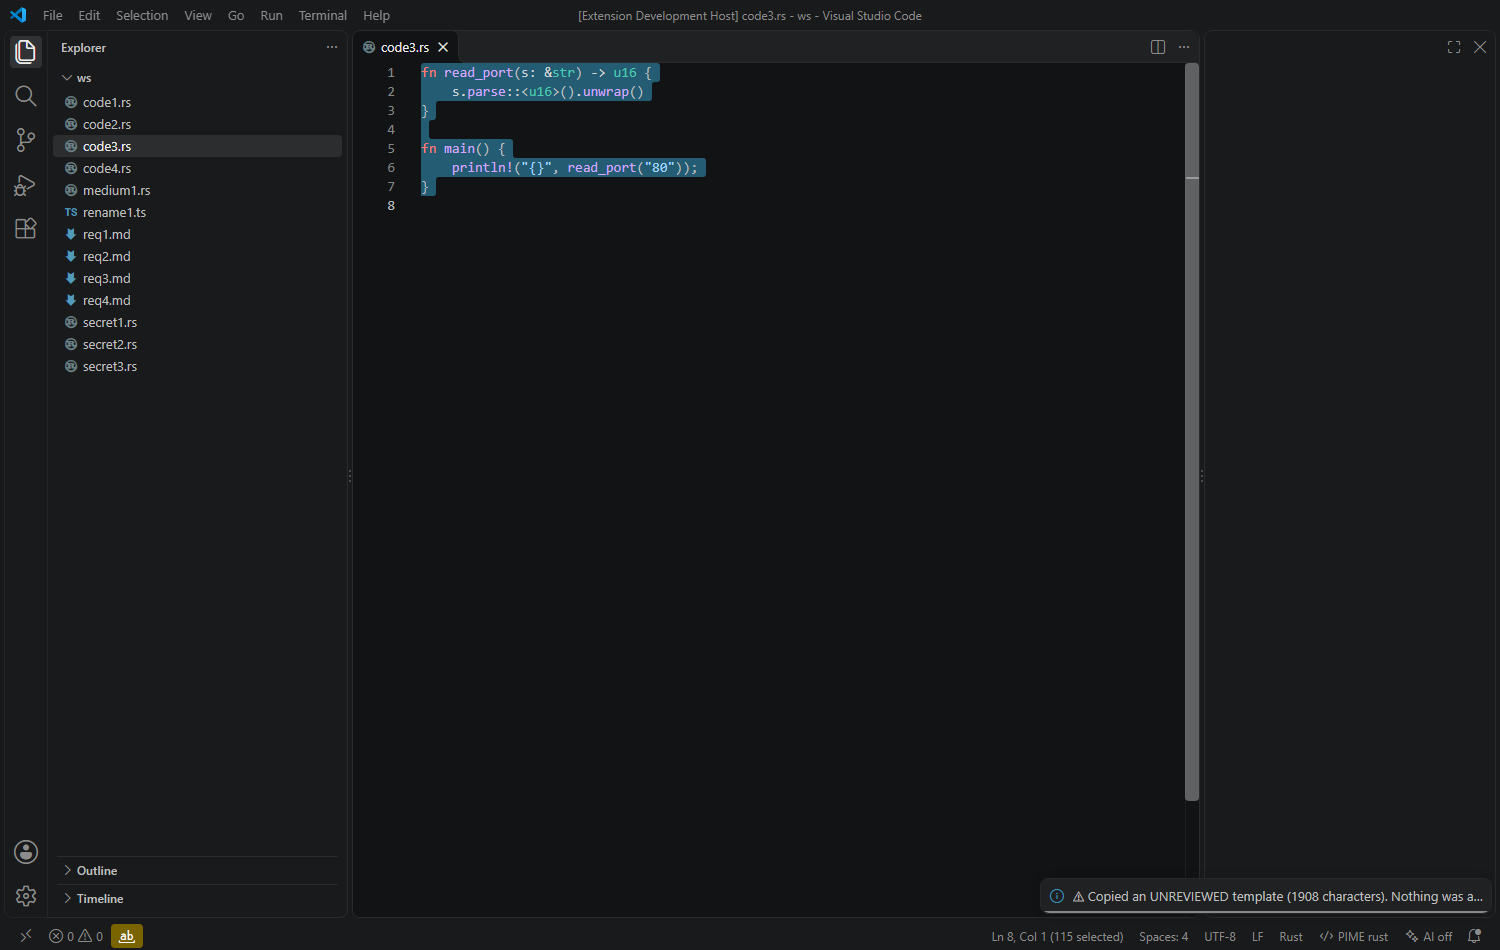 File Edit Selection View Go Run Terminal Help
[Extension Development Host] code3.rs - ws - Visual Studio Code
Explorer
ws
code1.rs
code2.rs
code3.rs
code4.rs
medium1.rs
TS rename1.ts
req1.md
req2.md
req3.md
req4.md
secret1.rs
secret2.rs
secret3.rs
Outline
Timeline
code3.rs
1 fn read_port(s: &str) -> u16 {
2     s.parse::<u16>().unwrap()
3 }
4
5 fn main() {
6     println!("{}", read_port("80"));
7 }
8
⚠ Copied an UNREVIEWED template (1908 characters). Nothing was a...
0 0 ab
Ln 8, Col 1 (115 selected) Spaces: 4 UTF-8 LF Rust </> PIME rust AI off